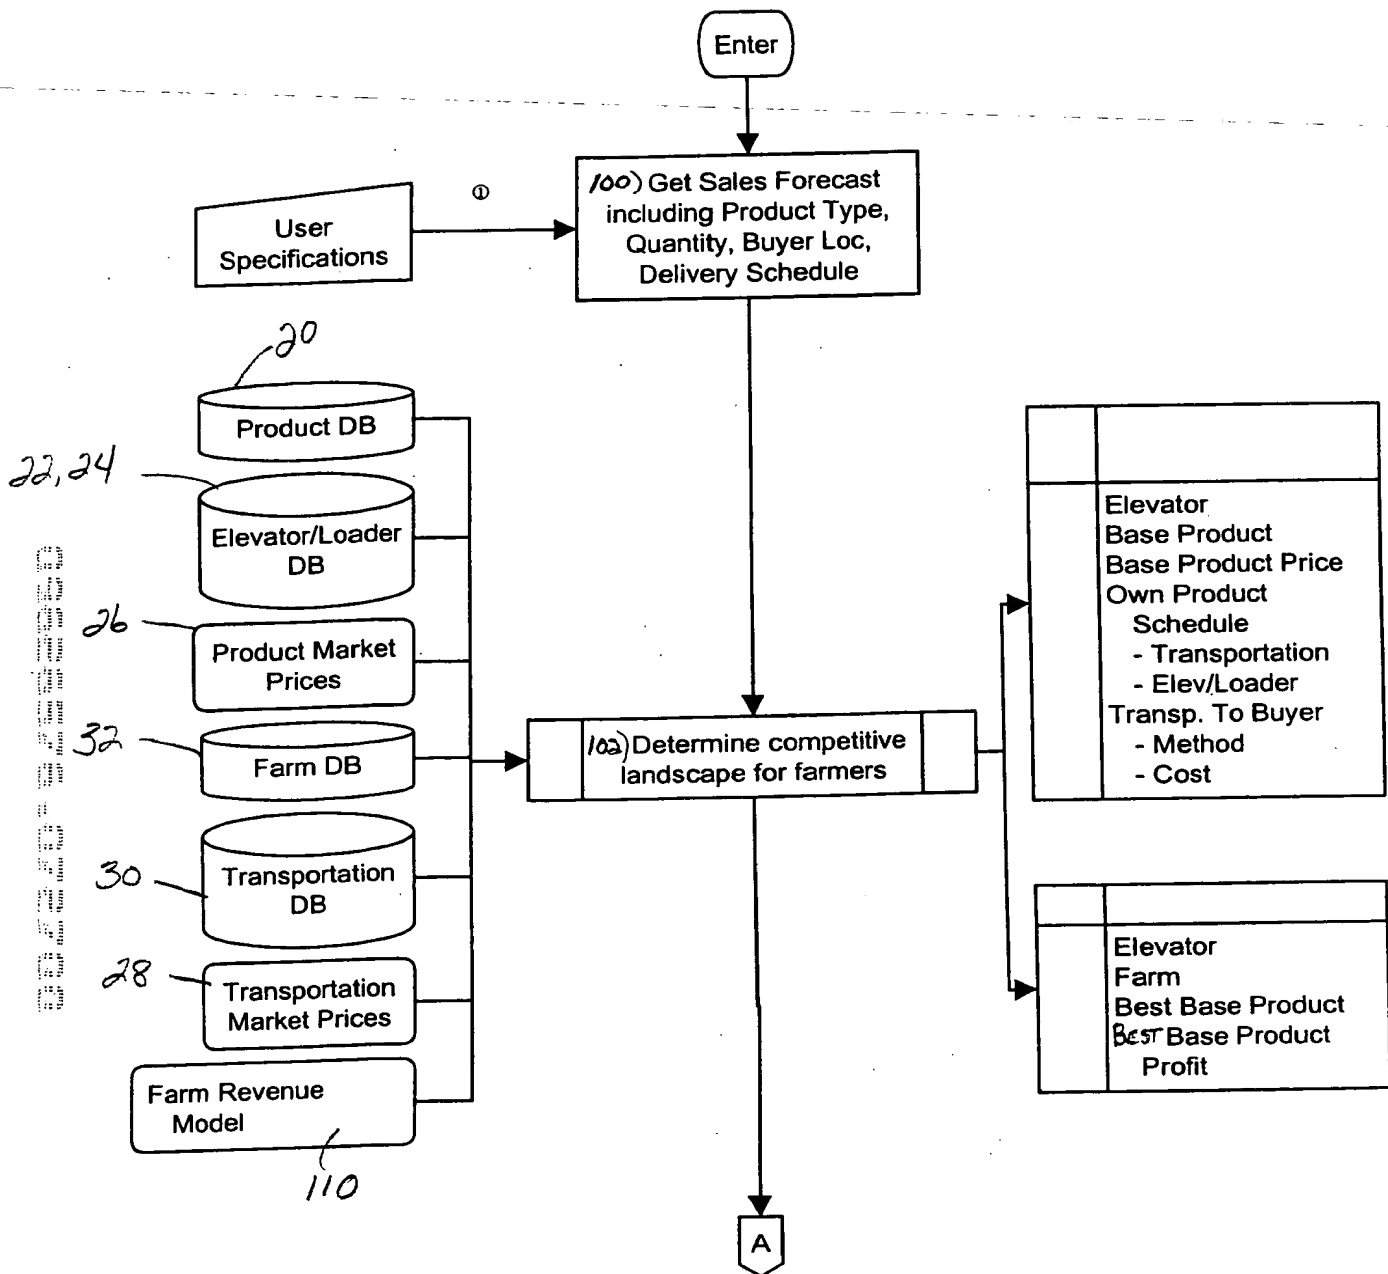 Enter
①
100) Get Sales Forecast
including Product Type,
Quantity, Buyer Loc,
Delivery Schedule
User
Specifications
20
Product DB
22, 24
Elevator/Loader
DB
26
Product Market
Prices
32
Farm DB
30
Transportation
DB
28
Transportation
Market Prices
Farm Revenue
Model
110
102) Determine competitive
landscape for farmers
Elevator
Base Product
Base Product Price
Own Product
Schedule
- Transportation
- Elev/Loader
Transp. To Buyer
- Method
- Cost
Elevator
Farm
Best Base Product
BEST Base Product
Profit
A